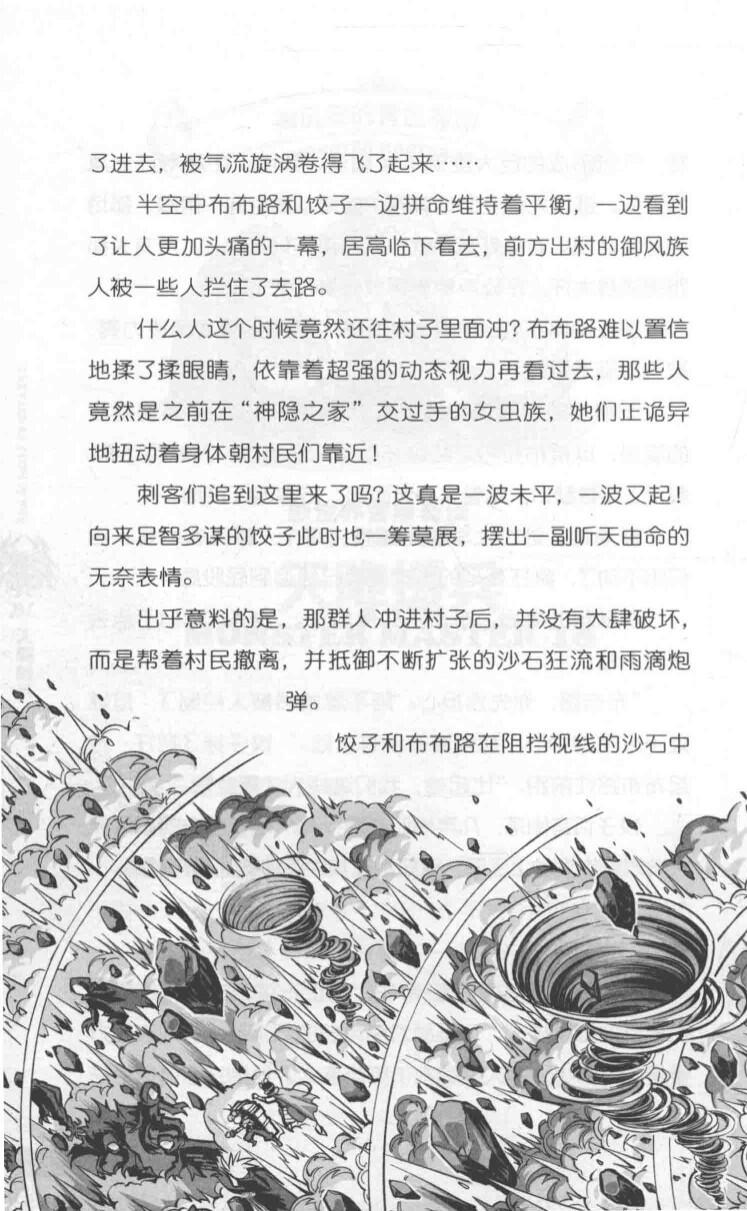 了进去，被气流旋涡卷得飞了起来……
半空中布布路和饺子一边拼命维持着平衡，一边看到
了让人更加头痛的一幕，居高临下看去，前方出村的御风族
人被一些人拦住了去路。
什么人这个时候竟然还往村子里面冲？布布路难以置信
地揉了揉眼睛，依靠着超强的动态视力再看过去，那些人
竟然是之前在“神隐之家”交过手的女虫族，她们正诡异
地扭动着身体朝村民们靠近！
刺客们追到这里来了吗？这真是一波未平，一波又起！
向来足智多谋的饺子此时也一筹莫展，摆出一副听天由命的
无奈表情。
出乎意料的是，那群人冲进村子后，并没有大肆破坏，
而是帮着村民撤离，并抵御不断扩张的沙石狂流和雨滴炮
弹。
饺子和布布路在阻挡视线的沙石中